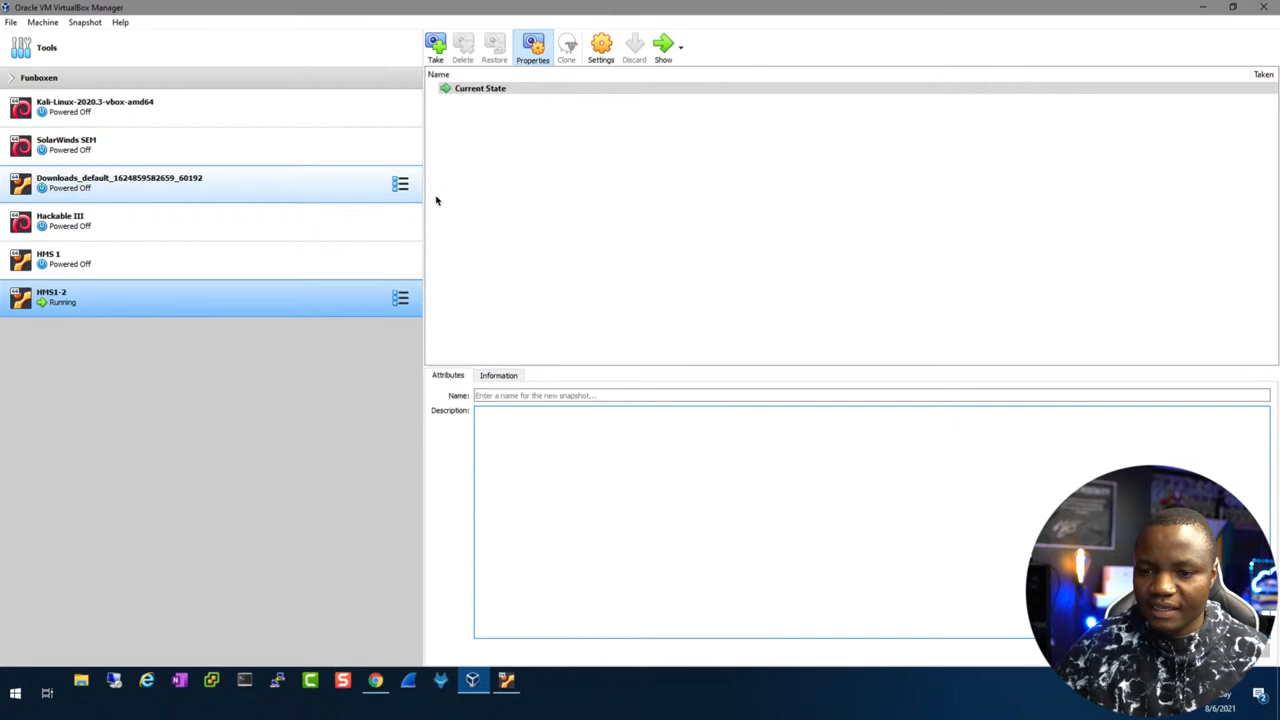 Oracle VM VirtualBox Manager
File Machine Snapshot Help
Tools
Funboxen
Kali-Linux-2020.3-vbox-amd64
Powered Off
SolarWinds SEM
Powered Off
Downloads_default_1624859582659_60192
Powered Off
Hackable III
Powered Off
HMS 1
Powered Off
HMS1-2
Running
Take Delete Restore Properties Clone Settings Discard Show
Name Taken
Current State
Attributes Information
Name: Enter a name for the new snapshot...
Description:
8/6/2021